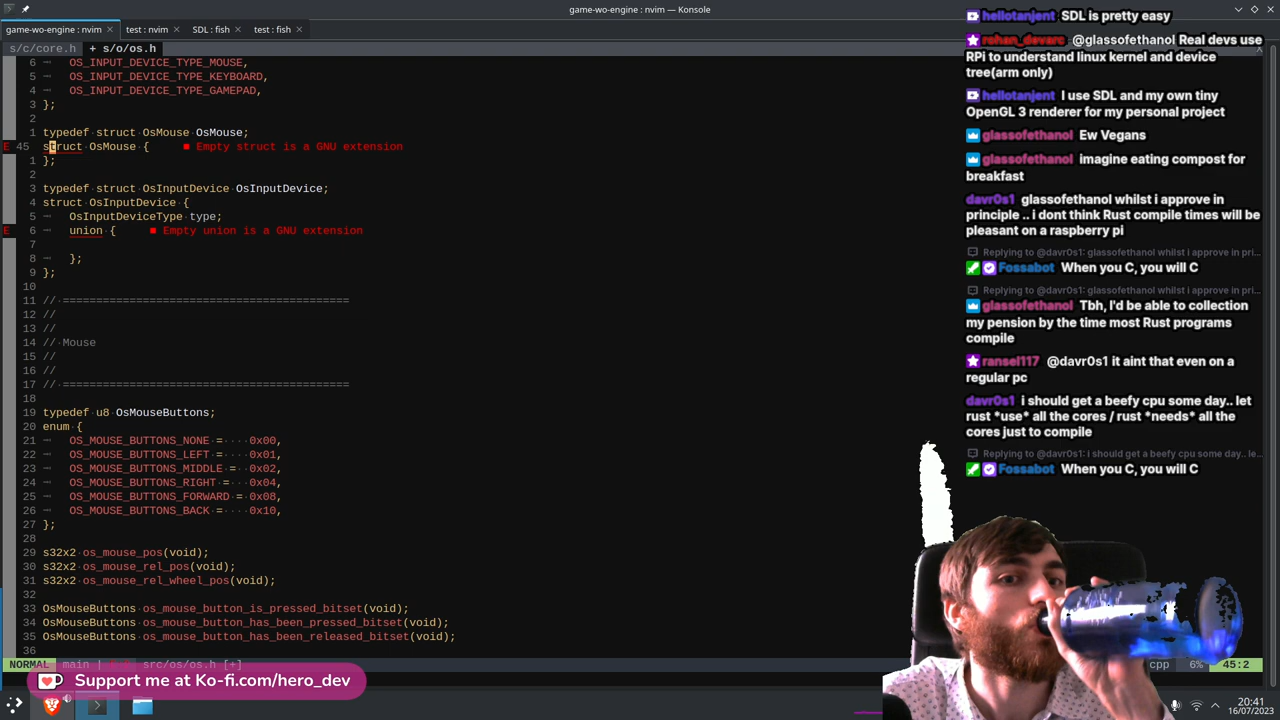 game-wo-engine : nvim — Konsole
game-wo-engine : nvim
test : nvim
SDL : fish
test : fish
s/c/core.h + s/o/os.h
6 OS_INPUT_DEVICE_TYPE_MOUSE,
5 OS_INPUT_DEVICE_TYPE_KEYBOARD,
4 OS_INPUT_DEVICE_TYPE_GAMEPAD,
3 };
2
1 typedef struct OsMouse OsMouse;
E 45 struct OsMouse { ■ Empty struct is a GNU extension
1 };
2
3 typedef struct OsInputDevice OsInputDevice;
4 struct OsInputDevice {
5 OsInputDeviceType type;
E 6 union { ■ Empty union is a GNU extension
7
8 };
9 };
10
11 // ===========================================
12 //
13 //
14 // Mouse
15 //
16 //
17 // ===========================================
18
19 typedef u8 OsMouseButtons;
20 enum {
21 OS_MOUSE_BUTTONS_NONE = 0x00,
22 OS_MOUSE_BUTTONS_LEFT = 0x01,
23 OS_MOUSE_BUTTONS_MIDDLE = 0x02,
24 OS_MOUSE_BUTTONS_RIGHT = 0x04,
25 OS_MOUSE_BUTTONS_FORWARD = 0x08,
26 OS_MOUSE_BUTTONS_BACK = 0x10,
27 };
28
29 s32x2 os_mouse_pos(void);
30 s32x2 os_mouse_rel_pos(void);
31 s32x2 os_mouse_rel_wheel_pos(void);
32
33 OsMouseButtons os_mouse_button_is_pressed_bitset(void);
34 OsMouseButtons os_mouse_button_has_been_pressed_bitset(void);
35 OsMouseButtons os_mouse_button_has_been_released_bitset(void);
36
NORMAL main | src/os/os.h [+] cpp 6% 45:2
Support me at Ko-fi.com/hero_dev
hellotanjent SDL is pretty easy
rohan_devarc @glassofethanol Real devs use
RPi to understand linux kernel and device
tree(arm only)
hellotanjent I use SDL and my own tiny
OpenGL 3 renderer for my personal project
glassofethanol Ew Vegans
glassofethanol imagine eating compost for
breakfast
davr0s1 glassofethanol whilst i approve in
principle .. i dont think Rust compile times will be
pleasant on a raspberry pi
Replying to @davr0s1: glassofethanol whilst i approve in pri...
Fossabot When you C, you will C
Replying to @davr0s1: glassofethanol whilst i approve in pri...
glassofethanol Tbh, I'd be able to collection
my pension by the time most Rust programs
compile
ransel117 @davr0s1 it aint that even on a
regular pc
davr0s1 i should get a beefy cpu some day.. let
rust *use* all the cores / rust *needs* all the
cores just to compile
Replying to @davr0s1: i should get a beefy cpu some day.. le...
Fossabot When you C, you will C
20:41
16/07/2023